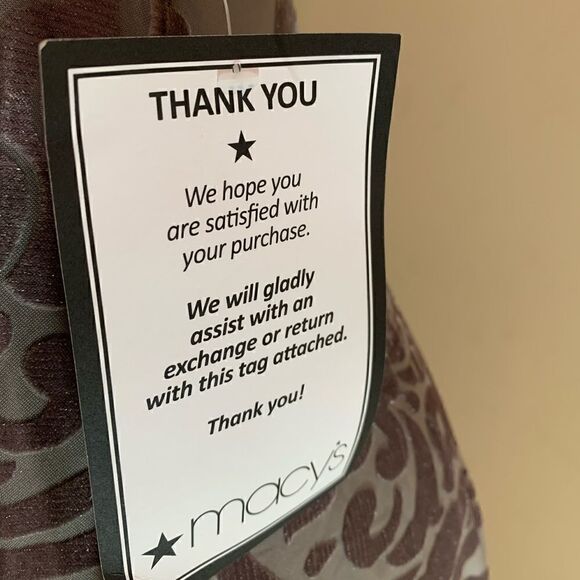 THANK YOU
★
We hope you
are satisfied with
your purchase.
We will gladly
assist with an
exchange or return
with this tag attached.
Thank you!
★macy's